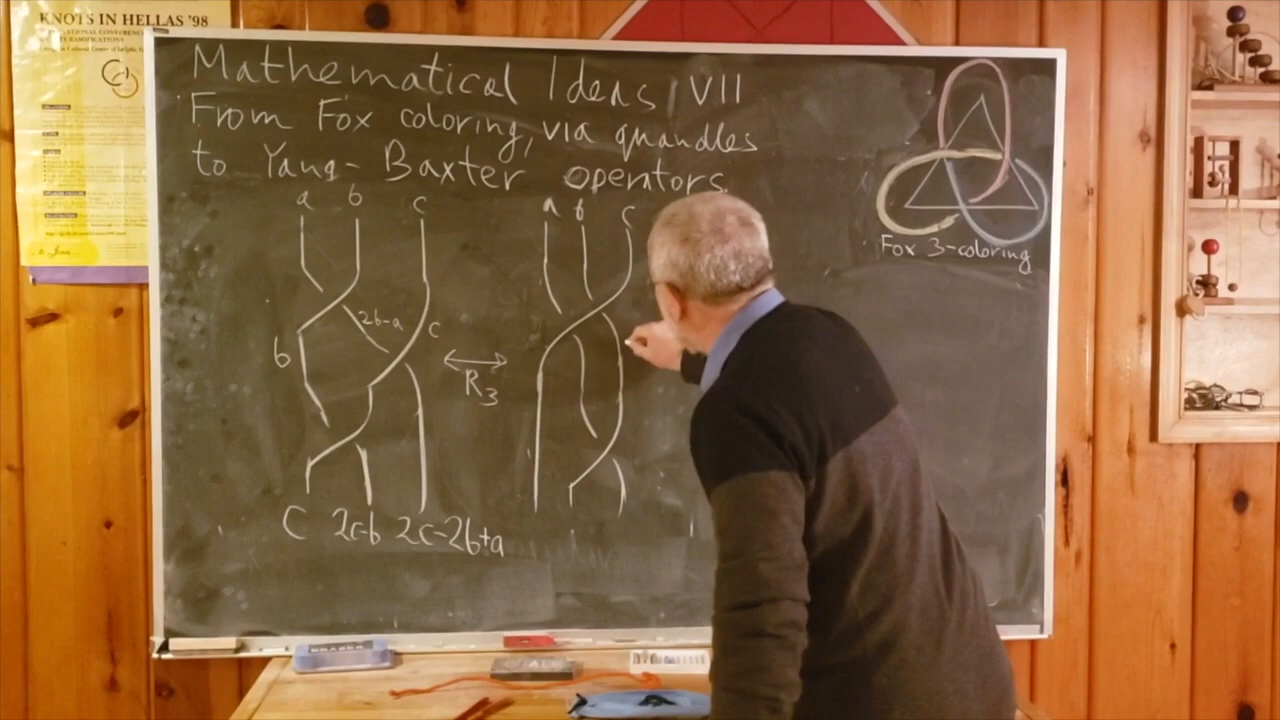 KNOTS IN HELLAS '98
Mathematical Ideas VII
From Fox coloring, via quandles
to Yang-Baxter operators
a b c
a b c
2b-a
c
b
R3
C 2c-b 2c-2b+a
Fox 3-coloring
ERASER